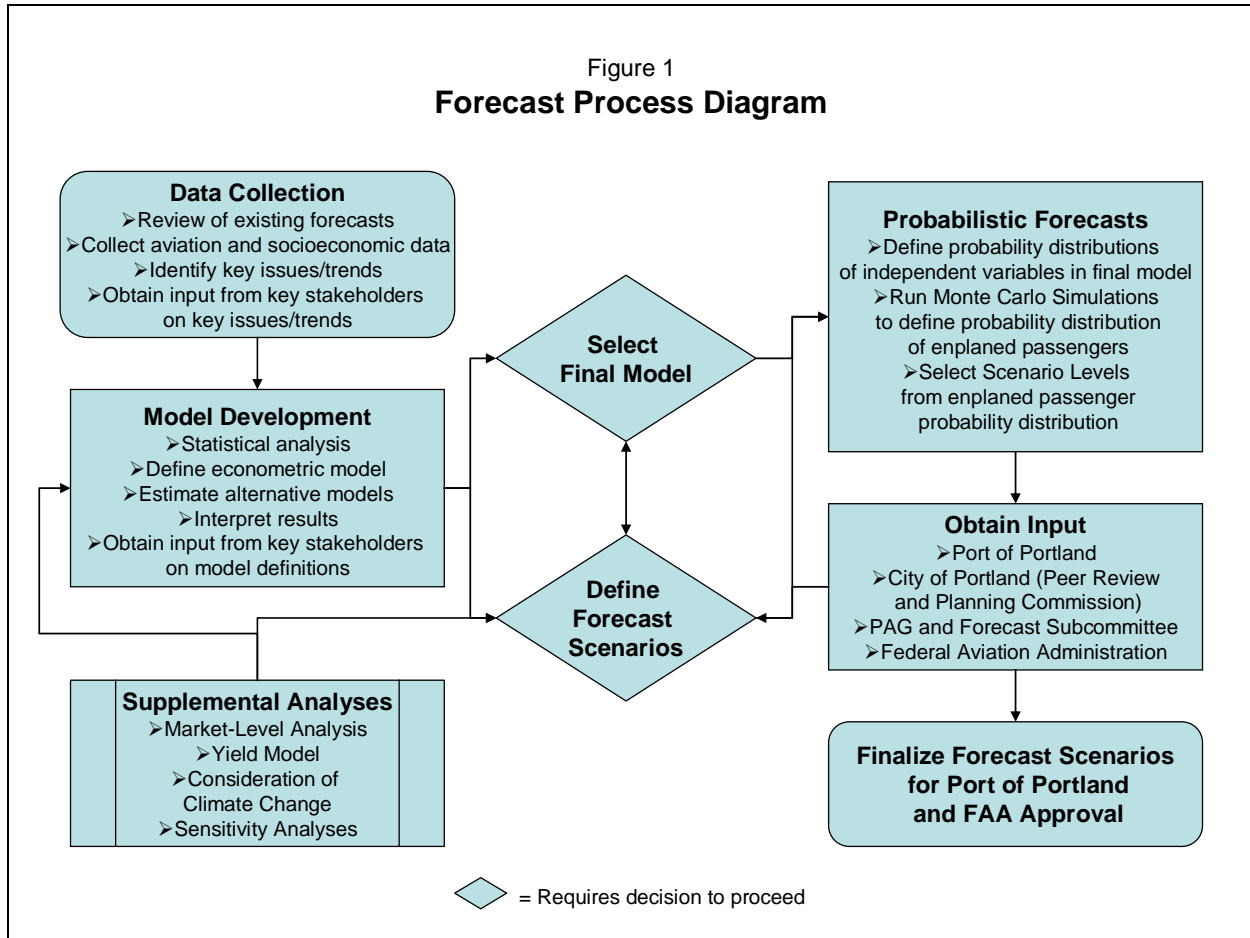 Figure 1
Forecast Process Diagram
Data Collection
➢Review of existing forecasts
➢Collect aviation and socioeconomic data
➢Identify key issues/trends
➢Obtain input from key stakeholders
on key issues/trends
Model Development
➢Statistical analysis
➢Define econometric model
➢Estimate alternative models
➢Interpret results
➢Obtain input from key stakeholders
on model definitions
Supplemental Analyses
➢Market-Level Analysis
➢Yield Model
➢Consideration of
Climate Change
➢Sensitivity Analyses
Select
Final Model
Define
Forecast
Scenarios
Probabilistic Forecasts
➢Define probability distributions
of independent variables in final model
➢Run Monte Carlo Simulations
to define probability distribution
of enplaned passengers
➢Select Scenario Levels
from enplaned passenger
probability distribution
Obtain Input
➢Port of Portland
➢City of Portland (Peer Review
and Planning Commission)
➢PAG and Forecast Subcommittee
➢Federal Aviation Administration
Finalize Forecast Scenarios
for Port of Portland
and FAA Approval
= Requires decision to proceed